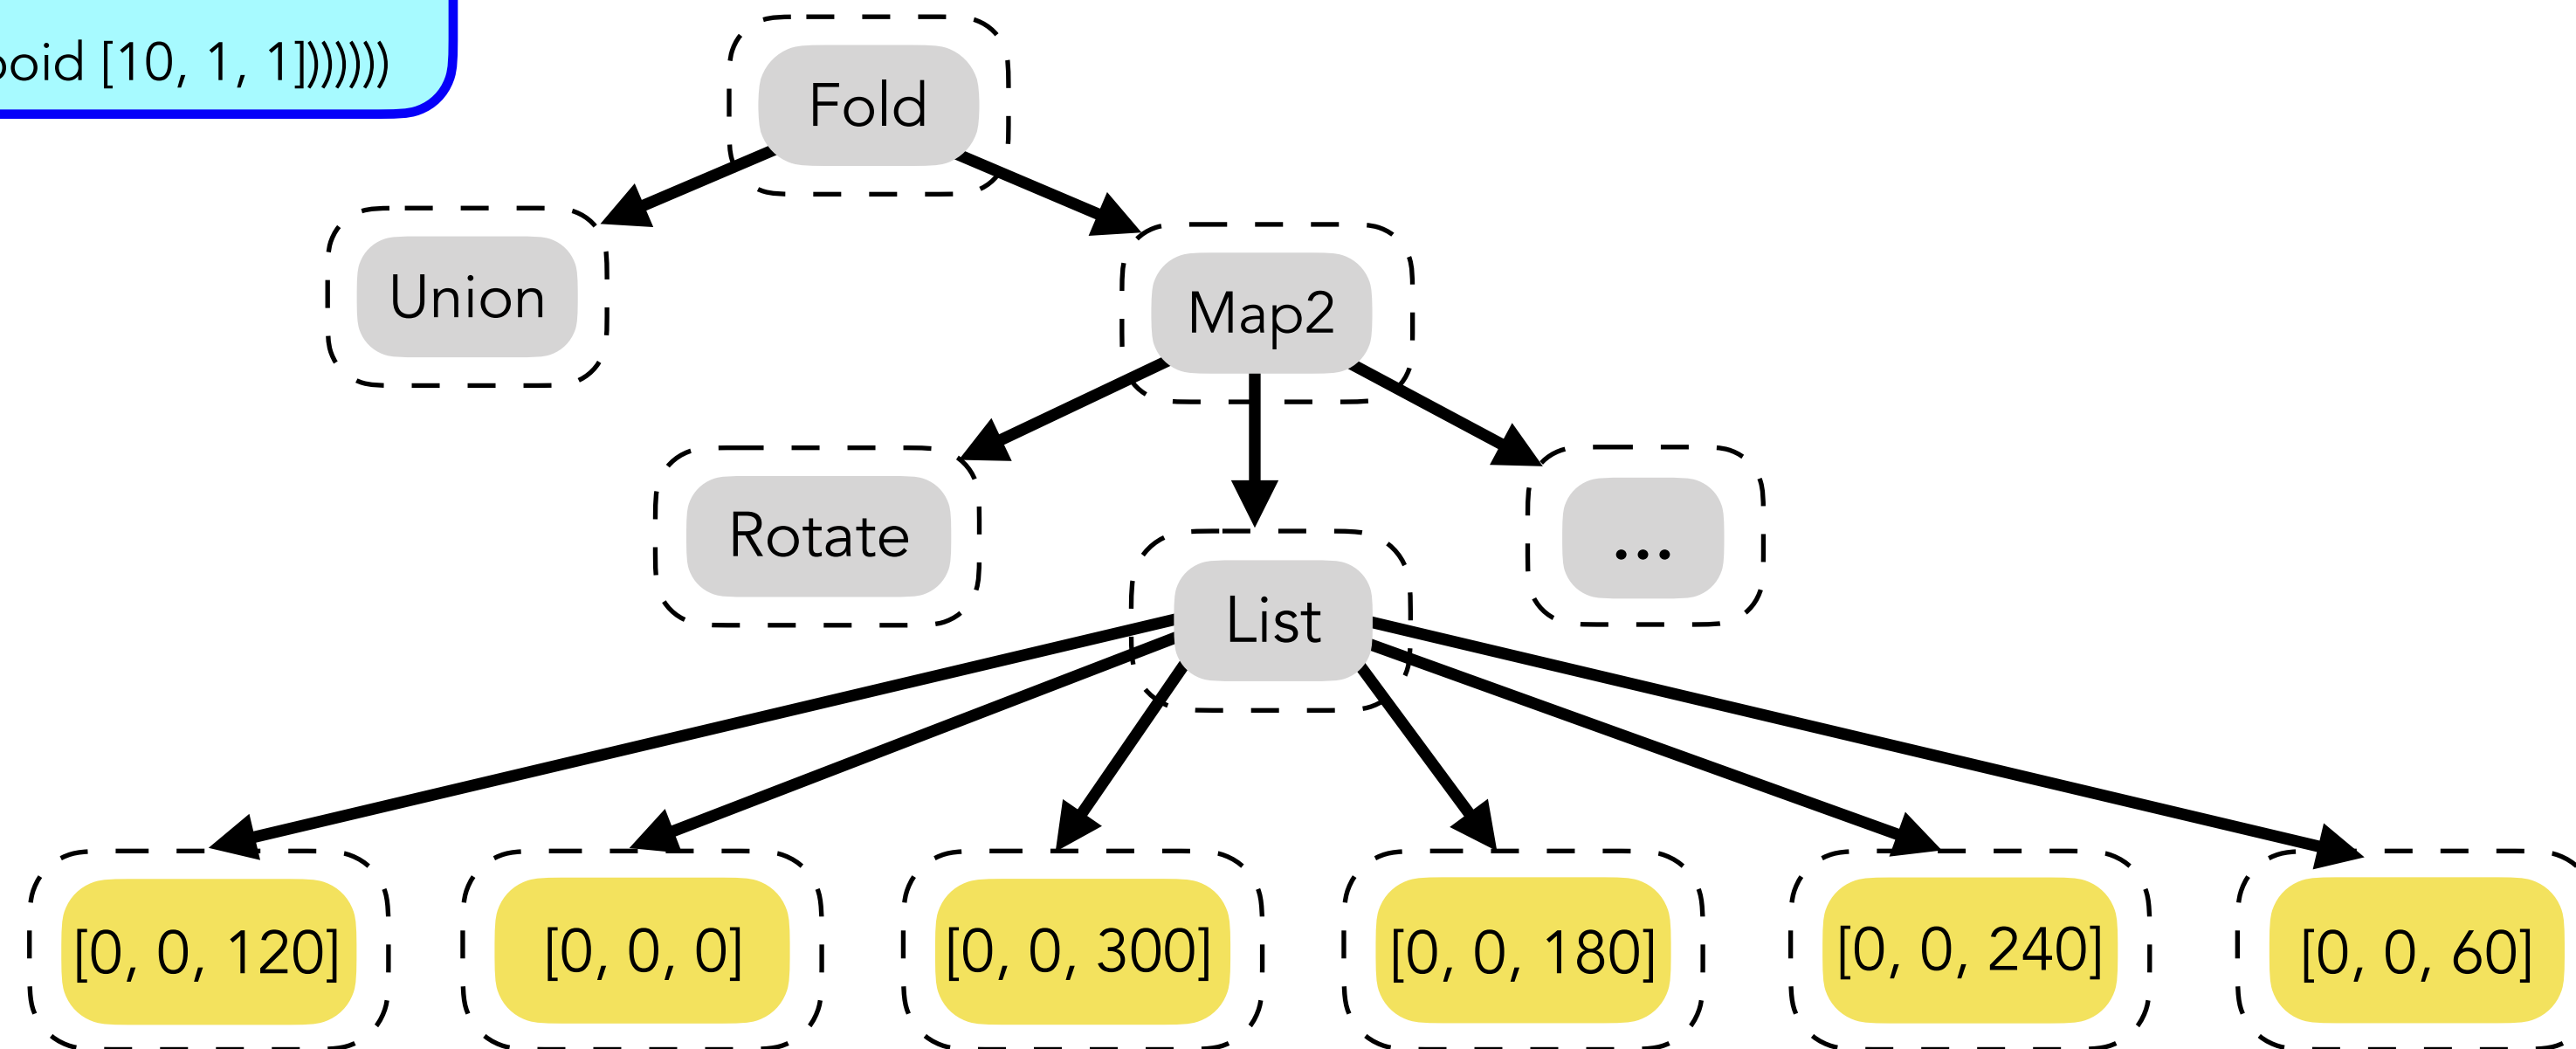 [10, 1, 1]))))))
Fold
Union
Map2
Rotate
...
List
[0, 0, 120]
[0, 0, 0]
[0, 0, 300]
[0, 0, 180]
[0, 0, 240]
[0, 0, 60]